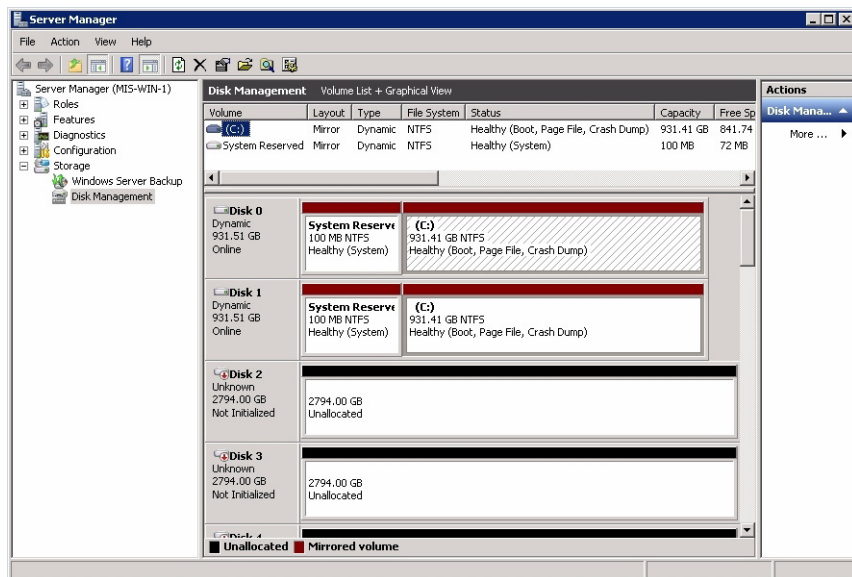 Server Manager
File Action View Help
Server Manager (MIS-WIN-1)
Roles
Features
Diagnostics
Configuration
Storage
Windows Server Backup
Disk Management
Disk Management Volume List + Graphical View
Volume Layout Type File System Status Capacity Free Sp
(C:) Mirror Dynamic NTFS Healthy (Boot, Page File, Crash Dump) 931.41 GB 841.74
System Reserved Mirror Dynamic NTFS Healthy (System) 100 MB 72 MB
Disk 0
Dynamic
931.51 GB
Online
System Reserve
100 MB NTFS
Healthy (System)
(C:)
931.41 GB NTFS
Healthy (Boot, Page File, Crash Dump)
Disk 1
Dynamic
931.51 GB
Online
System Reserve
100 MB NTFS
Healthy (System)
(C:)
931.41 GB NTFS
Healthy (Boot, Page File, Crash Dump)
Disk 2
Unknown
2794.00 GB
Not Initialized
2794.00 GB
Unallocated
Disk 3
Unknown
2794.00 GB
Not Initialized
2794.00 GB
Unallocated
Disk 4
Unallocated Mirrored volume
Actions
Disk Mana...
More ...